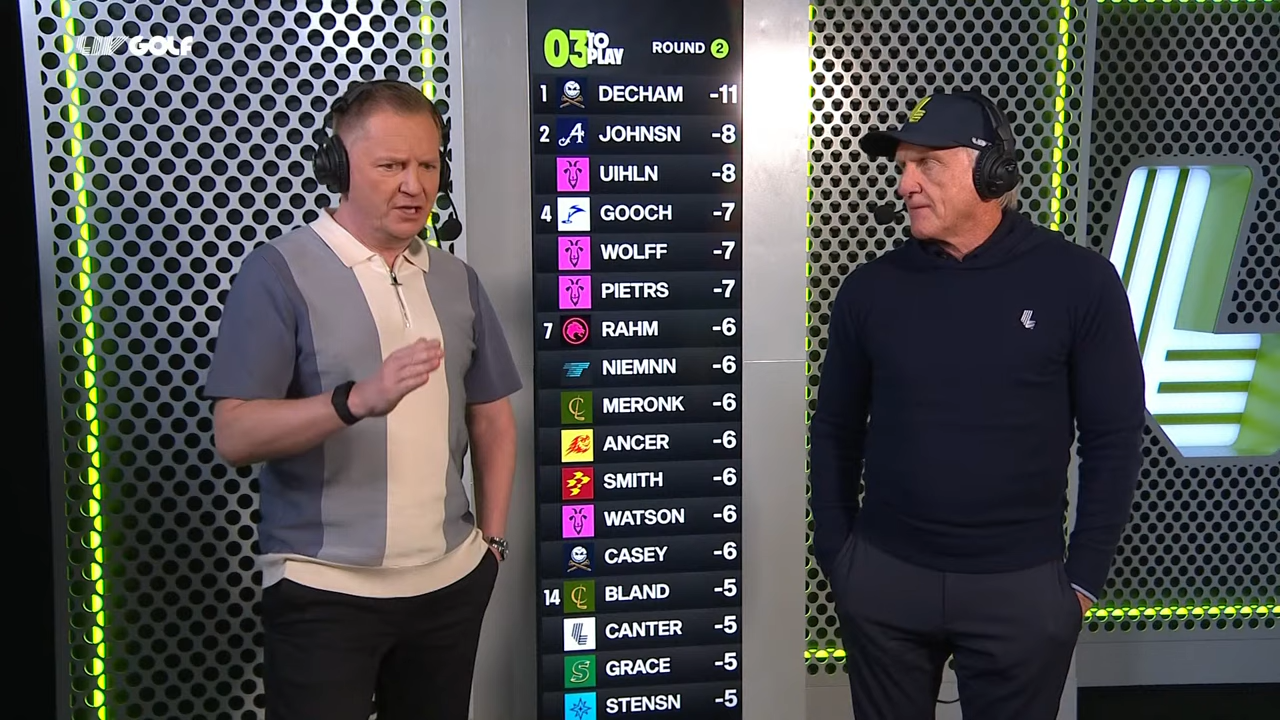 LIV GOLF
03 TO PLAY ROUND 2
1 DECHAM -11
2 JOHNSN -8
UIHLN -8
4 GOOCH -7
WOLFF -7
PIETRS -7
7 RAHM -6
NIEMNN -6
MERONK -6
ANCER -6
SMITH -6
WATSON -6
CASEY -6
14 BLAND -5
CANTER -5
GRACE -5
STENSN -5